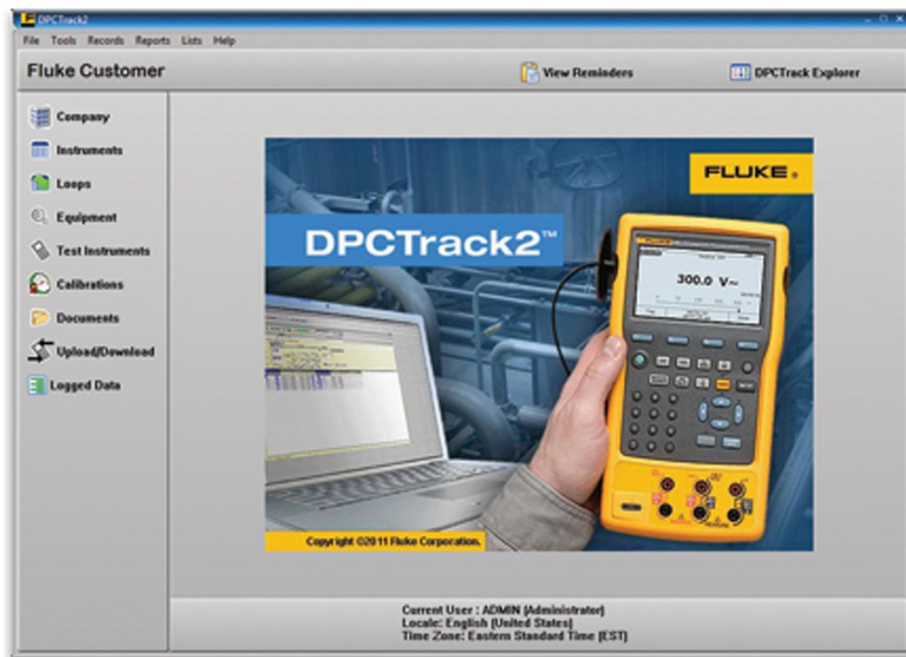 DPCTrack2
File Tools Records Reports Lists Help
Fluke Customer
View Reminders
DPCTrack Explorer
Company
Instruments
Loops
Equipment
Test Instruments
Calibrations
Documents
Upload/Download
Logged Data
FLUKE®
DPCTrack2™
FLUKE
300.0 V
Copyright ©2011 Fluke Corporation.
Current User : ADMIN (Administrator)
Locale: English (United States)
Time Zone: Eastern Standard Time (EST)